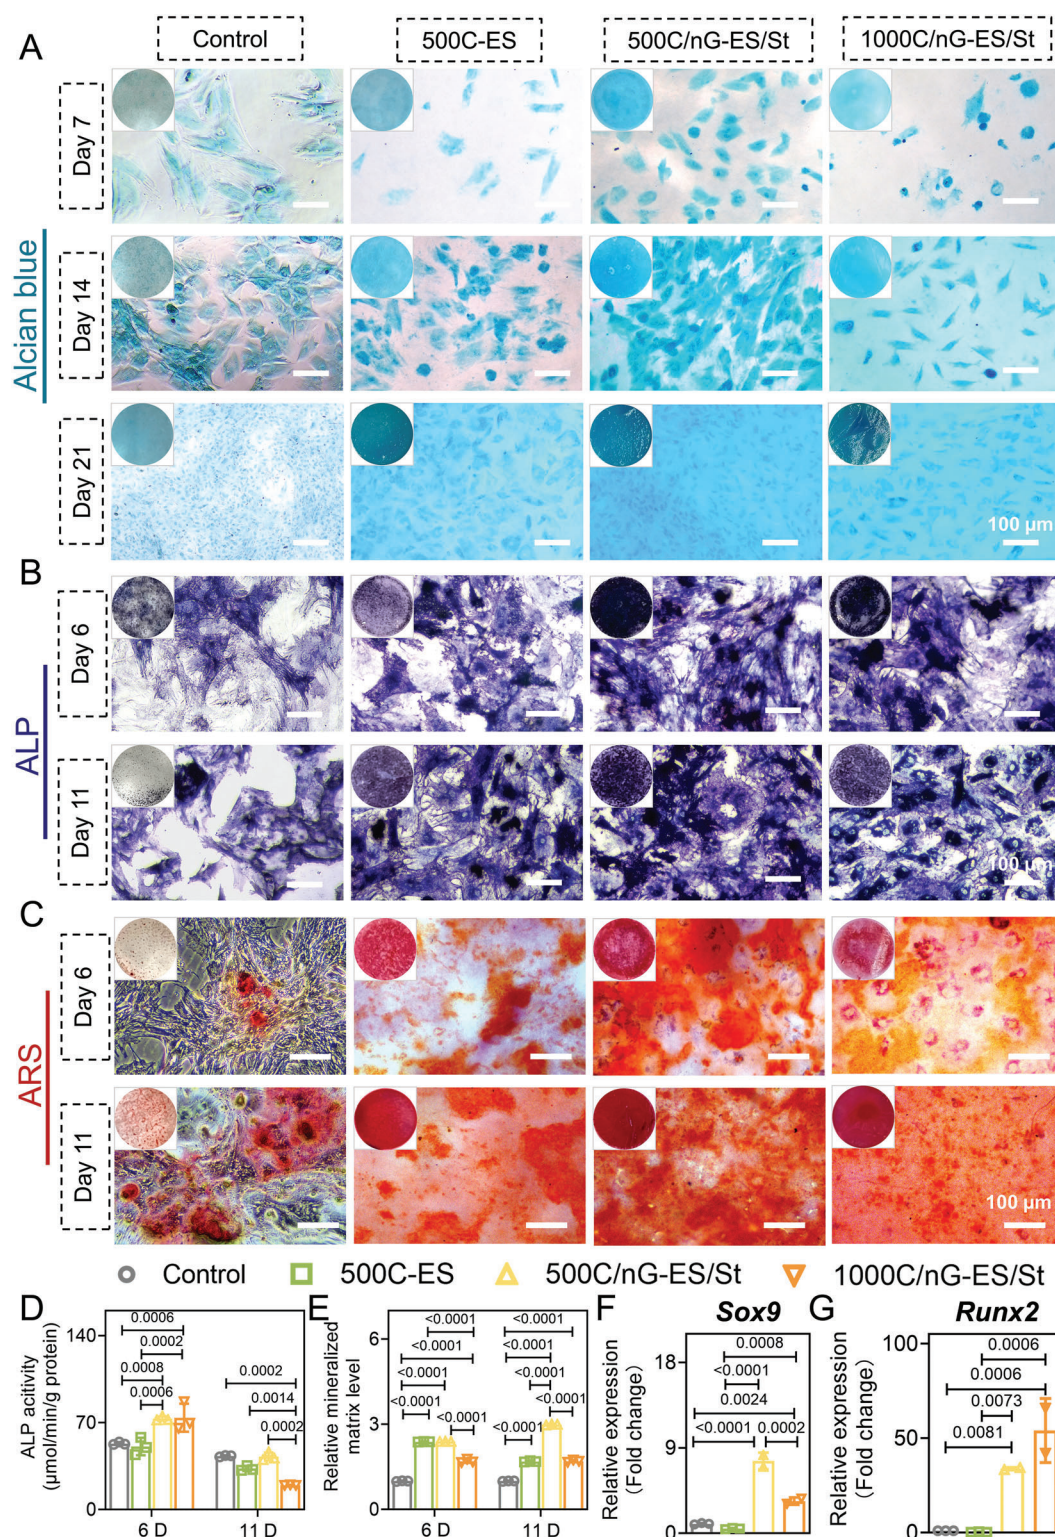 A
Control
500C-ES
500C/nG-ES/St
1000C/nG-ES/St
Alcian blue
Day 7
Day 14
Day 21
100 µm
B
ALP
Day 6
Day 11
100 µm
C
ARS
Day 6
Day 11
100 µm
Control
500C-ES
500C/nG-ES/St
1000C/nG-ES/St
D
ALP acitivity
(µmol/min/g protein)
140
70
0
0.0006
0.0002
0.0008
0.0006
0.0002
0.0014
0.0002
6 D
11 D
E
Relative mineralized
matrix level
6
3
0
<0.0001
<0.0001
<0.0001
<0.0001
<0.0001
<0.0001
<0.0001
<0.0001
<0.0001
<0.0001
6 D
11 D
F
Sox9
Relative expression
(Fold change)
18
9
0
0.0008
<0.0001
0.0024
<0.0001
0.0002
G
Runx2
Relative expression
(Fold change)
100
50
0
0.0006
0.0006
0.0073
0.0081